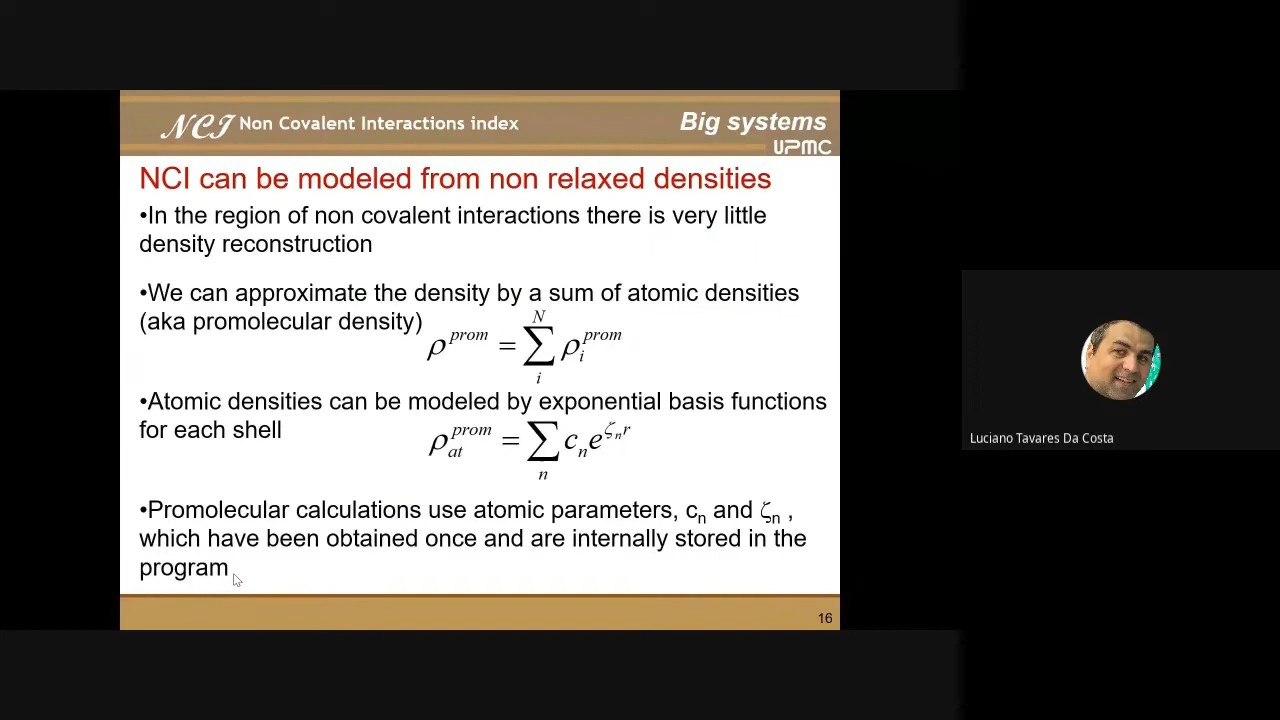 NCI Non Covalent Interactions index
Big systems
UPMC
NCI can be modeled from non relaxed densities
•In the region of non covalent interactions there is very little
density reconstruction
•We can approximate the density by a sum of atomic densities
(aka promolecular density)
ρ^prom = ∑_i^N ρ_i^prom
•Atomic densities can be modeled by exponential basis functions
for each shell
ρ_at^prom = ∑_n c_n e^{ζ_n r}
•Promolecular calculations use atomic parameters, c_n and ζ_n ,
which have been obtained once and are internally stored in the
program
16
Luciano Tavares Da Costa